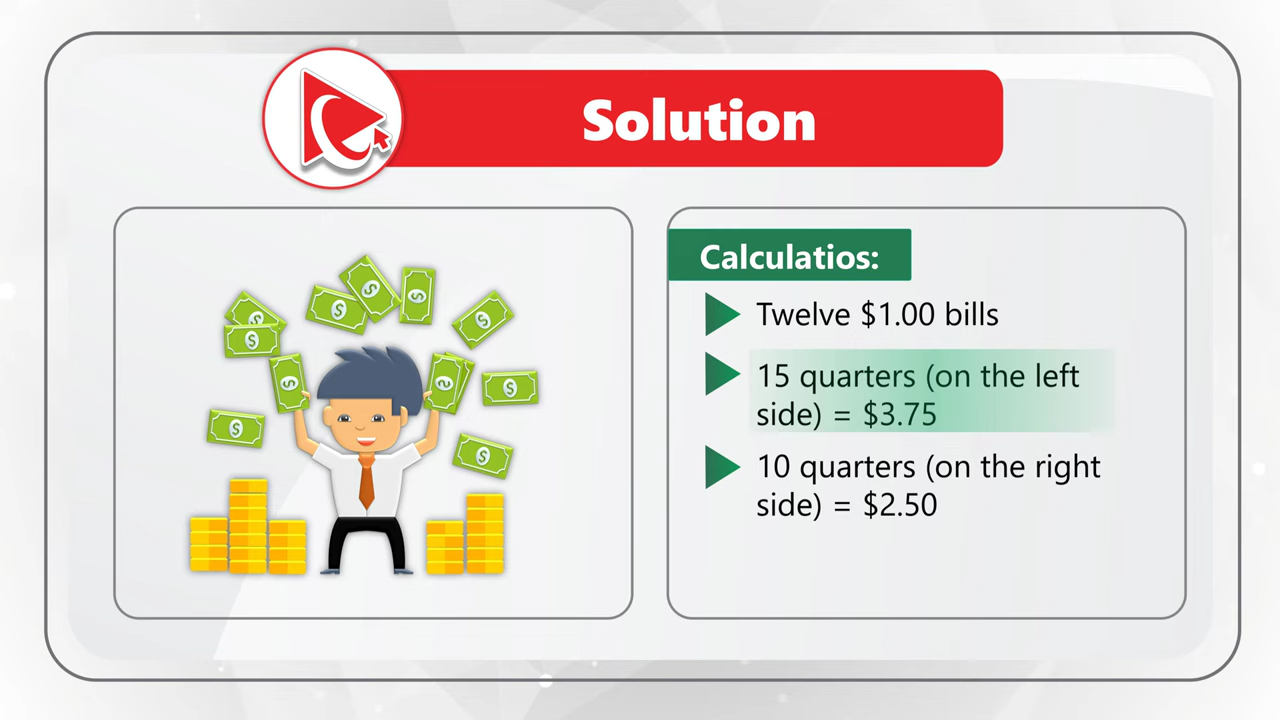 Solution
Calculatios:
Twelve $1.00 bills
15 quarters (on the left
side) = $3.75
10 quarters (on the right
side) = $2.50